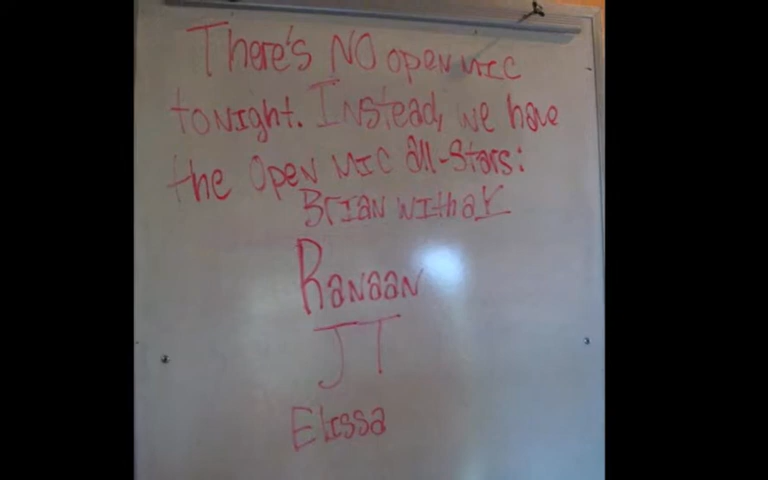 There's NO open mic
tonight. Instead, we have
the open mic all-stars:
Brian with a Y
Ranaan
JT
Elissa